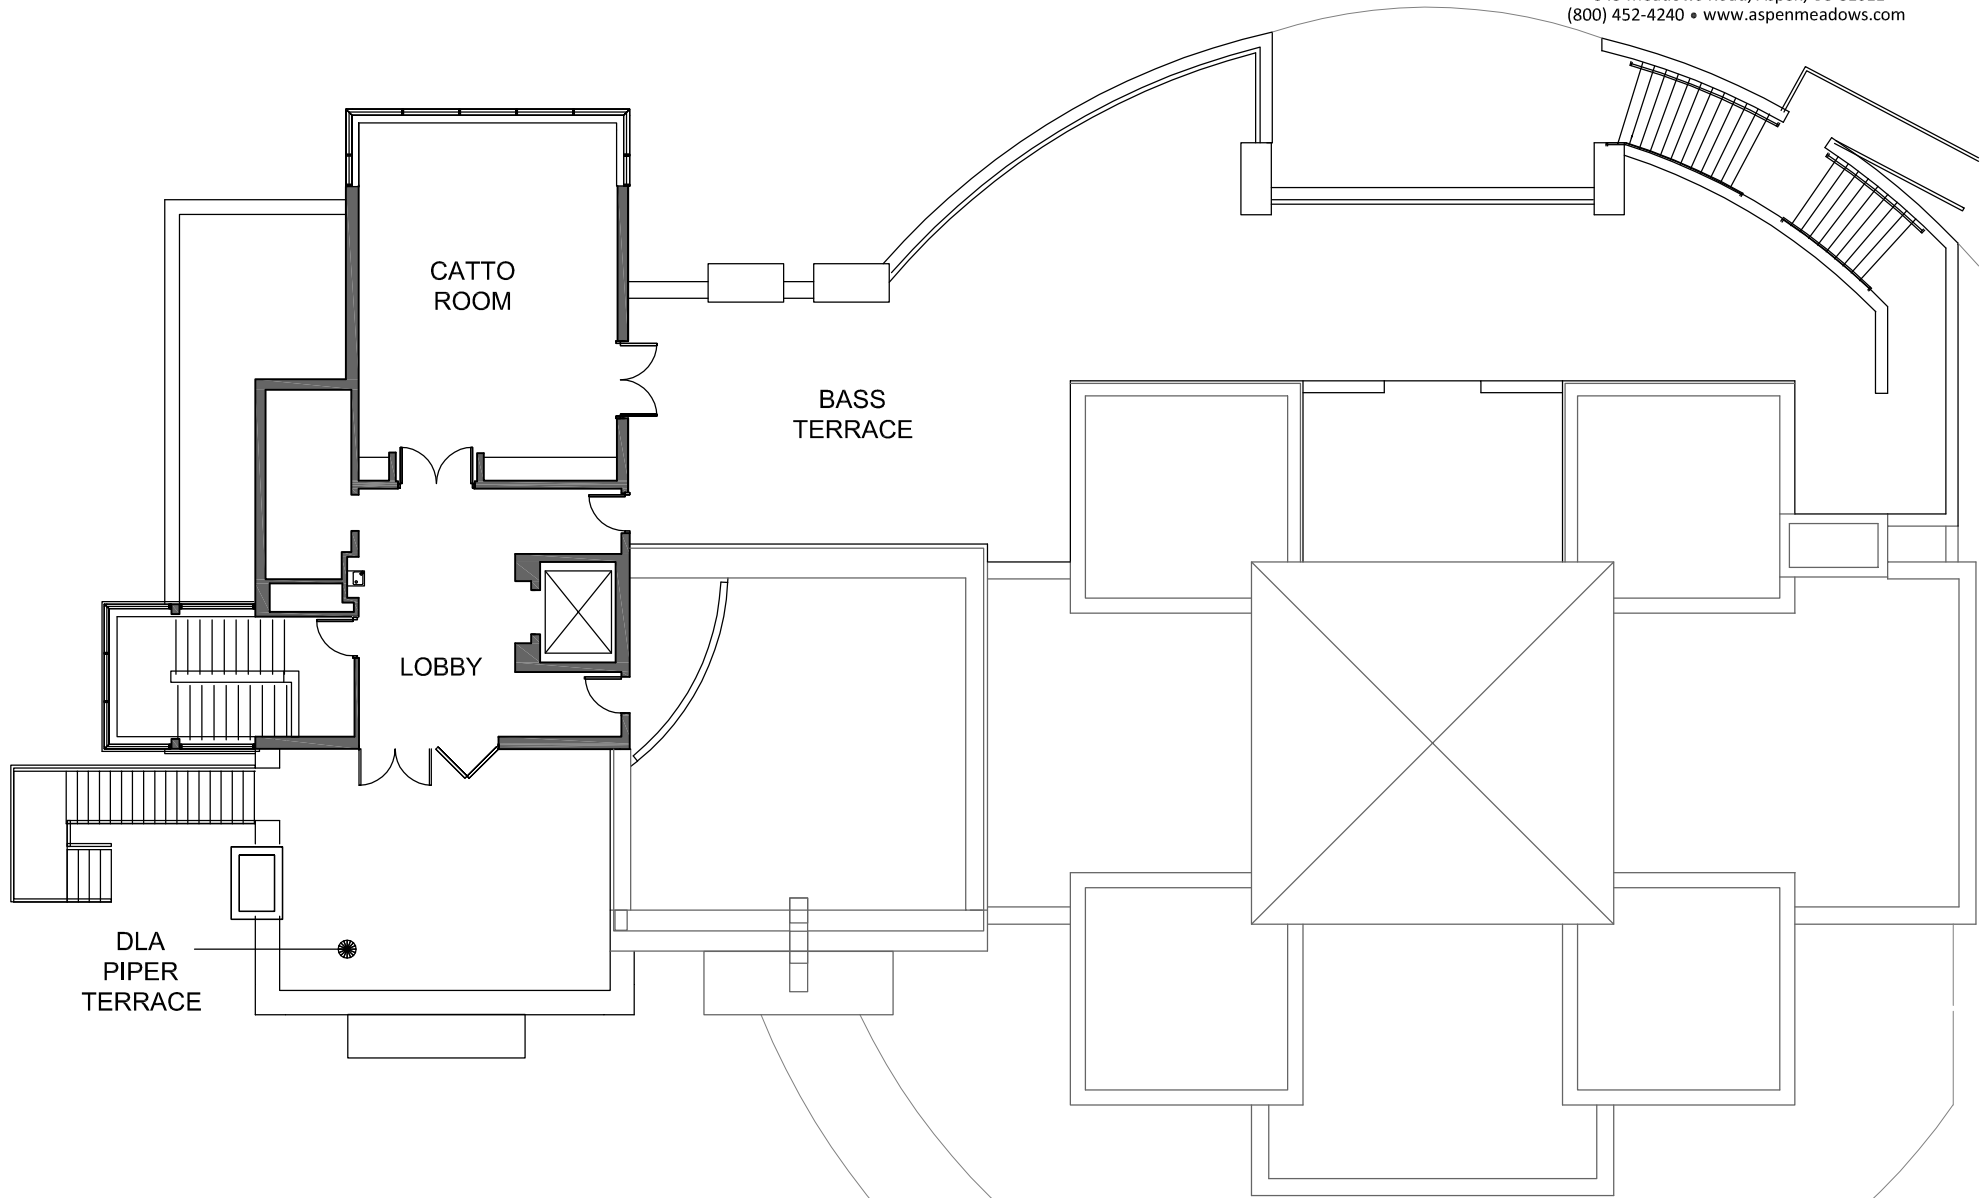 (800) 452-4240 • www.aspenmeadows.com
CATTO
ROOM
BASS
TERRACE
LOBBY
DLA
PIPER
TERRACE